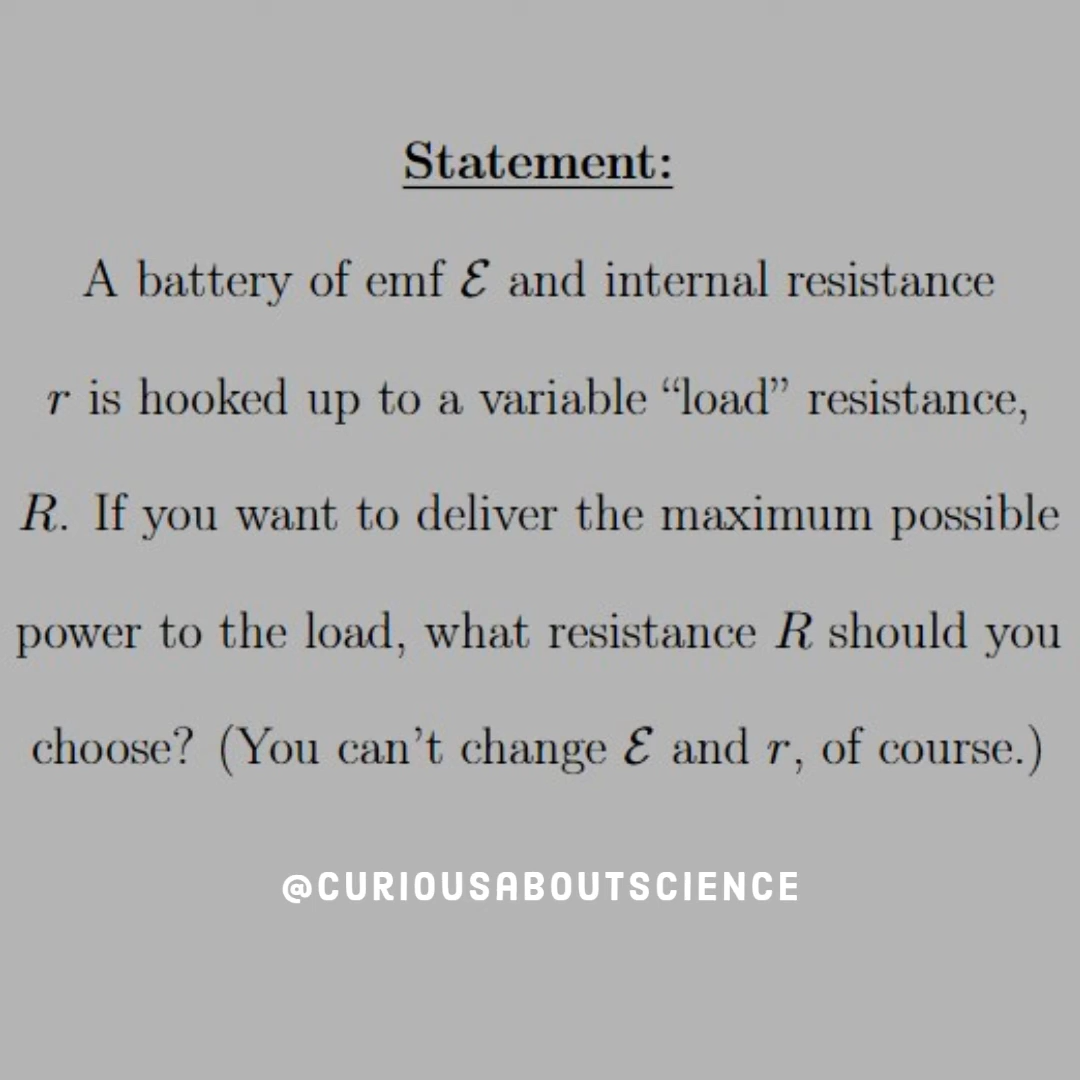 Statement:
A battery of emf ℰ and internal resistance
r is hooked up to a variable “load” resistance,
R. If you want to deliver the maximum possible
power to the load, what resistance R should you
choose? (You can’t change ℰ and r, of course.)
@CURIOUSABOUTSCIENCE